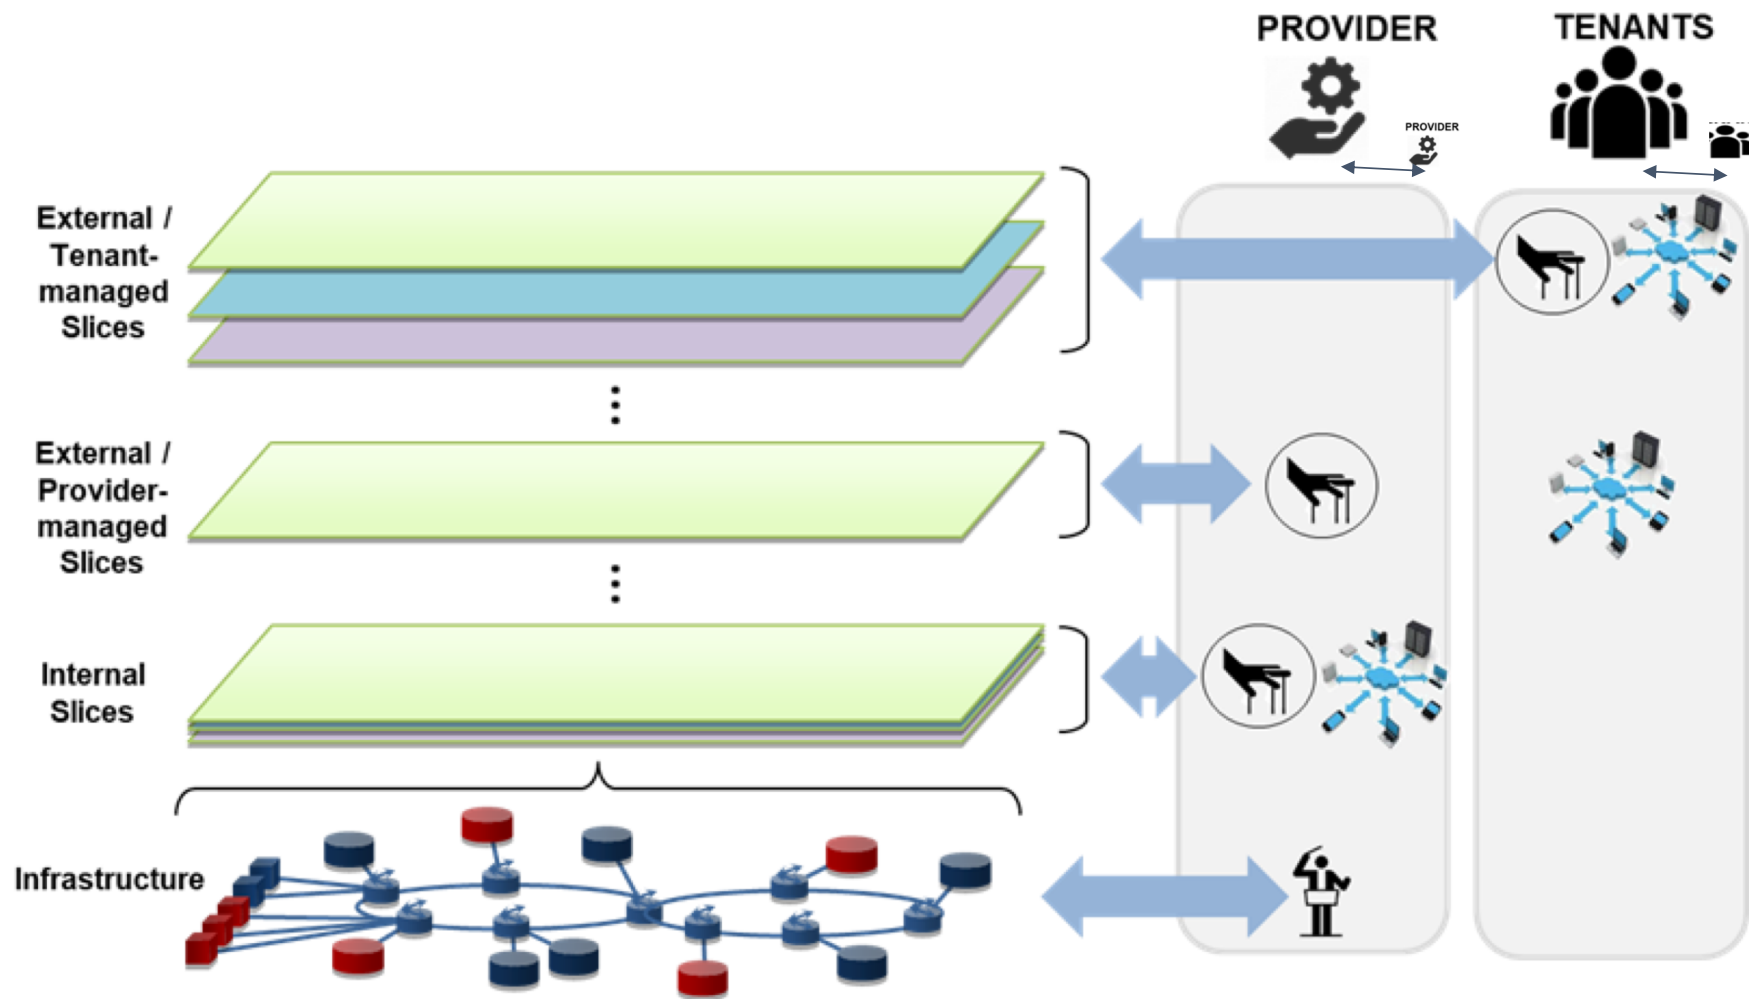 PROVIDER
TENANTS
PROVIDER
External /
Tenant-
managed
Slices
External /
Provider-
managed
Slices
Internal
Slices
Infrastructure